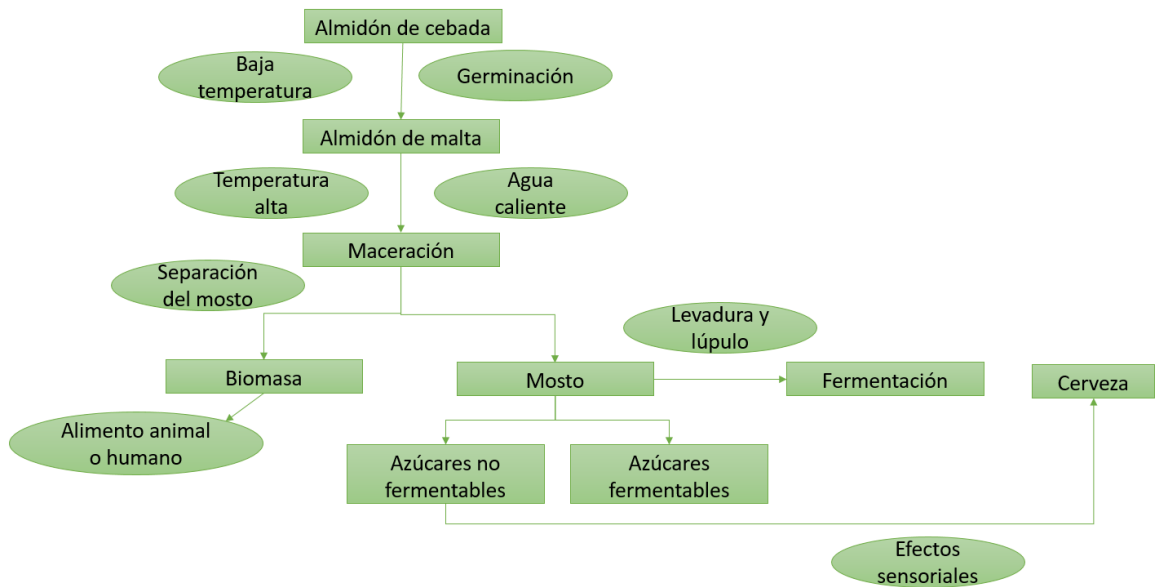 Almidón de cebada
Baja
temperatura
Germinación
Almidón de malta
Temperatura
alta
Agua
caliente
Maceración
Separación
del mosto
Levadura y
lúpulo
Biomasa
Mosto
Fermentación
Cerveza
Alimento animal
o humano
Azúcares no
fermentables
Azúcares
fermentables
Efectos
sensoriales